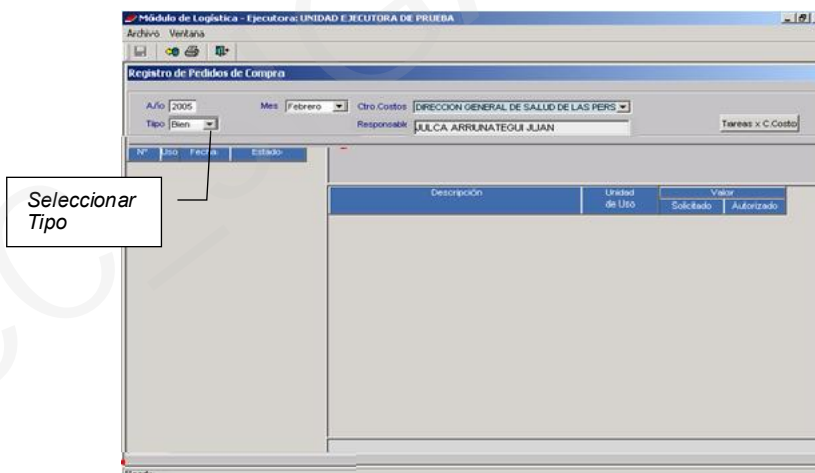 Módulo de Logística - Ejecutora: UNIDAD EJECUTORA DE PRUEBA
Archivo Ventana
Registro de Pedidos de Compra
Año 2005 Mes Febrero Ctro.Costos DIRECCION GENERAL DE SALUD DE LAS PERS
Tipo Bien Responsable JULCA ARRUNATEGUI JUAN Tareas x C.Costo
Nº Uso Fecha Estado
Seleccionar
Tipo
Descripción Unidad Valor
de Uso Solicitado Autorizado